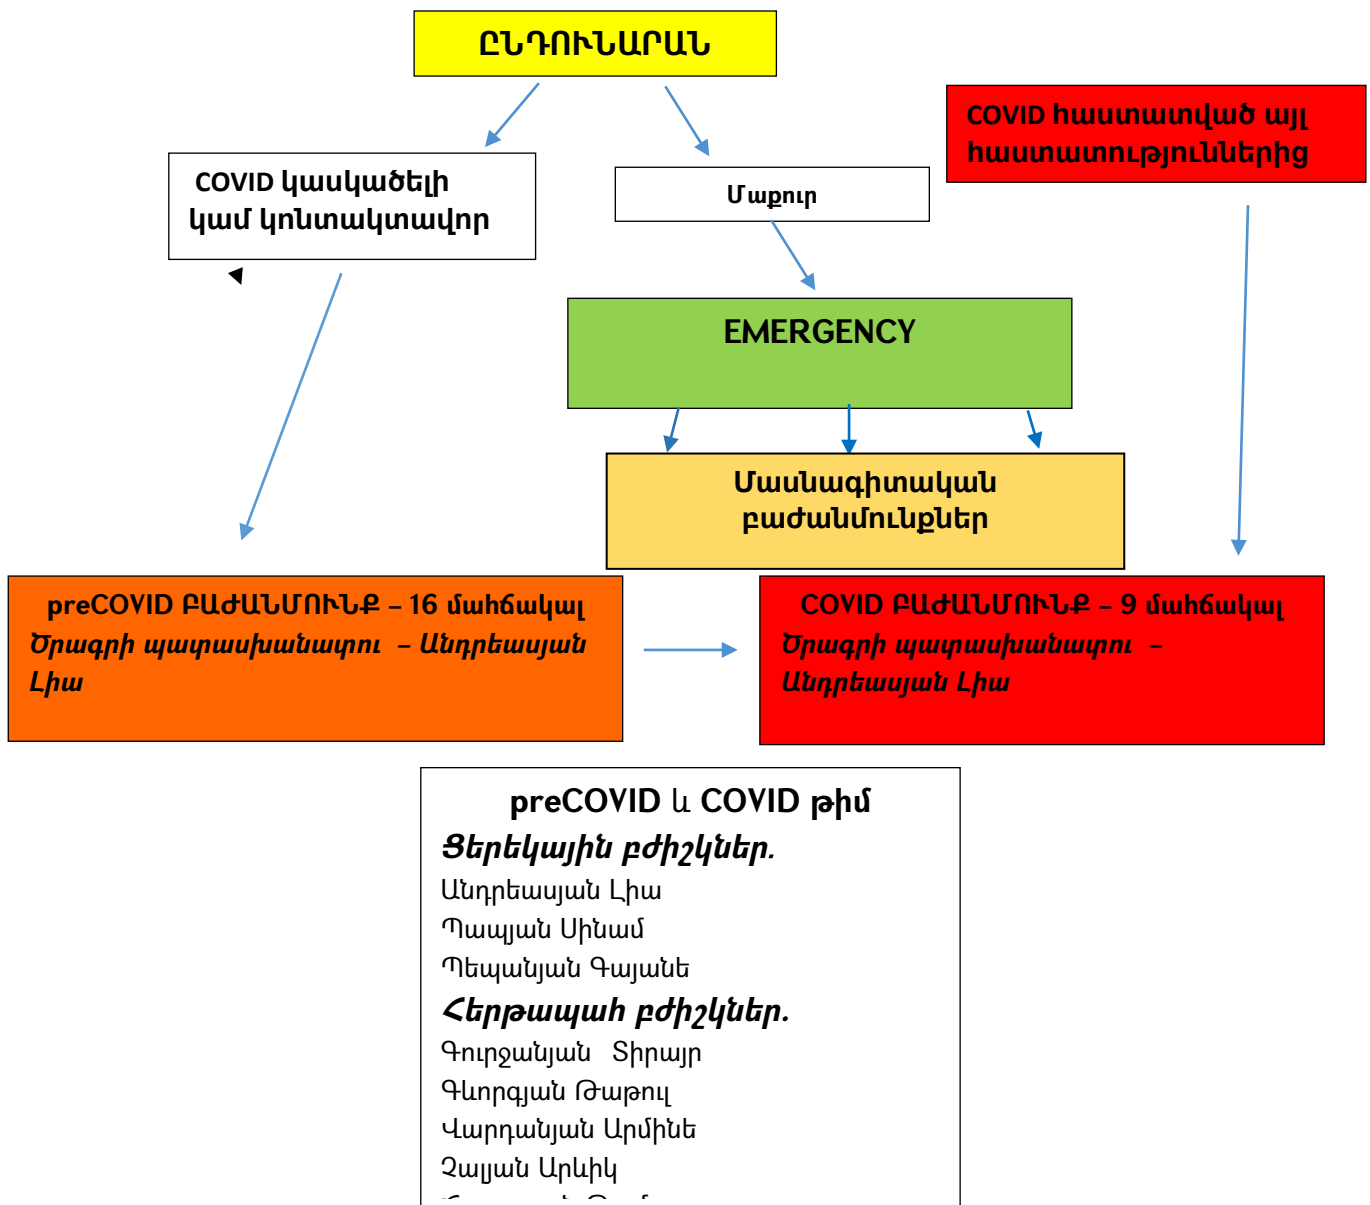 ԸՆԴՈՒՆԱՐԱՆ
COVID հաստատված այլ
հաստատություններից
COVID կասկածելի
կամ կոնտակտավոր
Մաքուր
EMERGENCY
Մասնագիտական
բաժանմունքներ
preCOVID ԲԱԺԱՆՄՈՒՆՔ – 16 մահճակալ
Ծրագրի պատասխանատու – Անդրեասյան
Լիա
COVID ԲԱԺԱՆՄՈՒՆՔ – 9 մահճակալ
Ծրագրի պատասխանատու –
Անդրեասյան Լիա
preCOVID և COVID թիմ
Ցերեկային բժիշկներ.
Անդրեասյան Լիա
Պապյան Սինամ
Պեպանյան Գայանե
Հերթապահ բժիշկներ.
Գուրջանյան Տիրայր
Գևորգյան Թաթուլ
Վարդանյան Արմինե
Չալյան Արևիկ